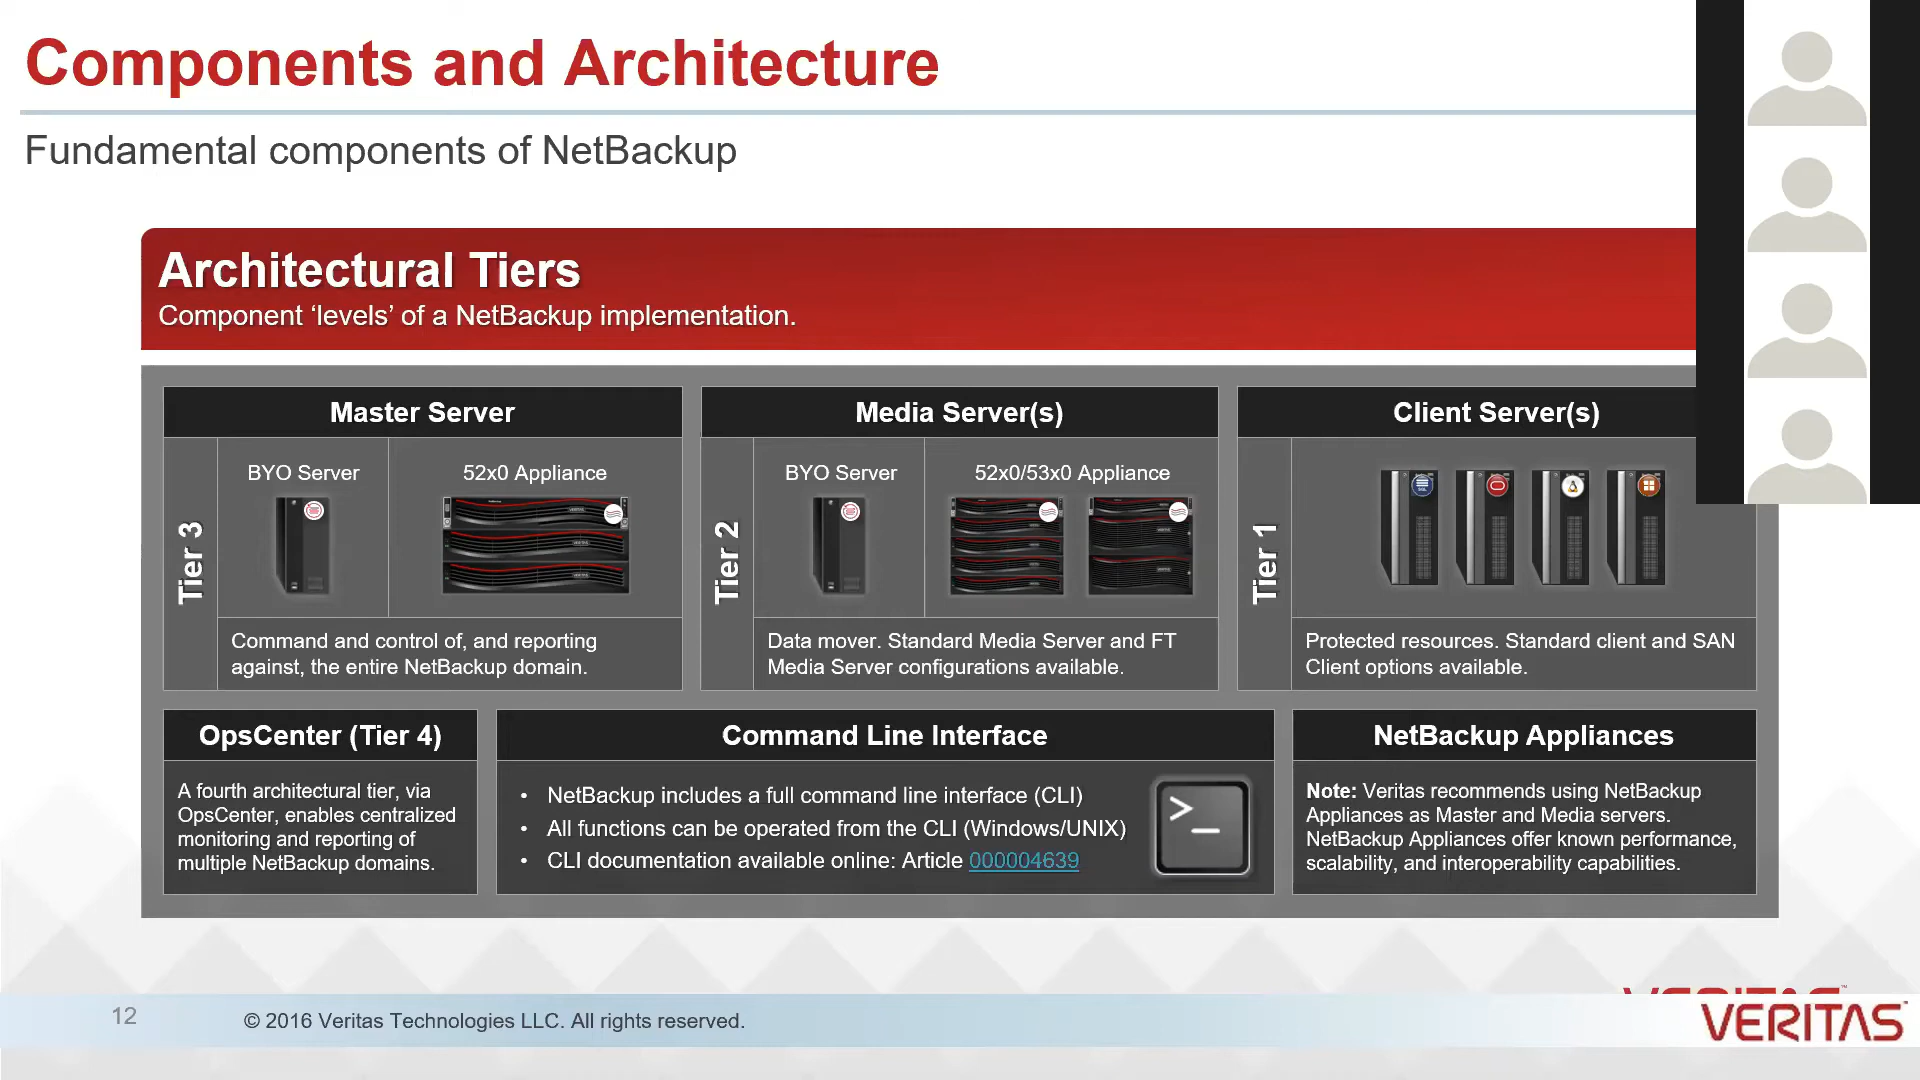 Components and Architecture
Fundamental components of NetBackup
Architectural Tiers
Component ‘levels’ of a NetBackup implementation.
Master Server
Tier 3
BYO Server
52x0 Appliance
Command and control of, and reporting
against, the entire NetBackup domain.
Media Server(s)
Tier 2
BYO Server
52x0/53x0 Appliance
Data mover. Standard Media Server and FT
Media Server configurations available.
Client Server(s)
Tier 1
Protected resources. Standard client and SAN
Client options available.
OpsCenter (Tier 4)
A fourth architectural tier, via
OpsCenter, enables centralized
monitoring and reporting of
multiple NetBackup domains.
Command Line Interface
• NetBackup includes a full command line interface (CLI)
• All functions can be operated from the CLI (Windows/UNIX)
• CLI documentation available online: Article 000004639
>_
NetBackup Appliances
Note: Veritas recommends using NetBackup
Appliances as Master and Media servers.
NetBackup Appliances offer known performance,
scalability, and interoperability capabilities.
12
© 2016 Veritas Technologies LLC. All rights reserved.
VERITAS™